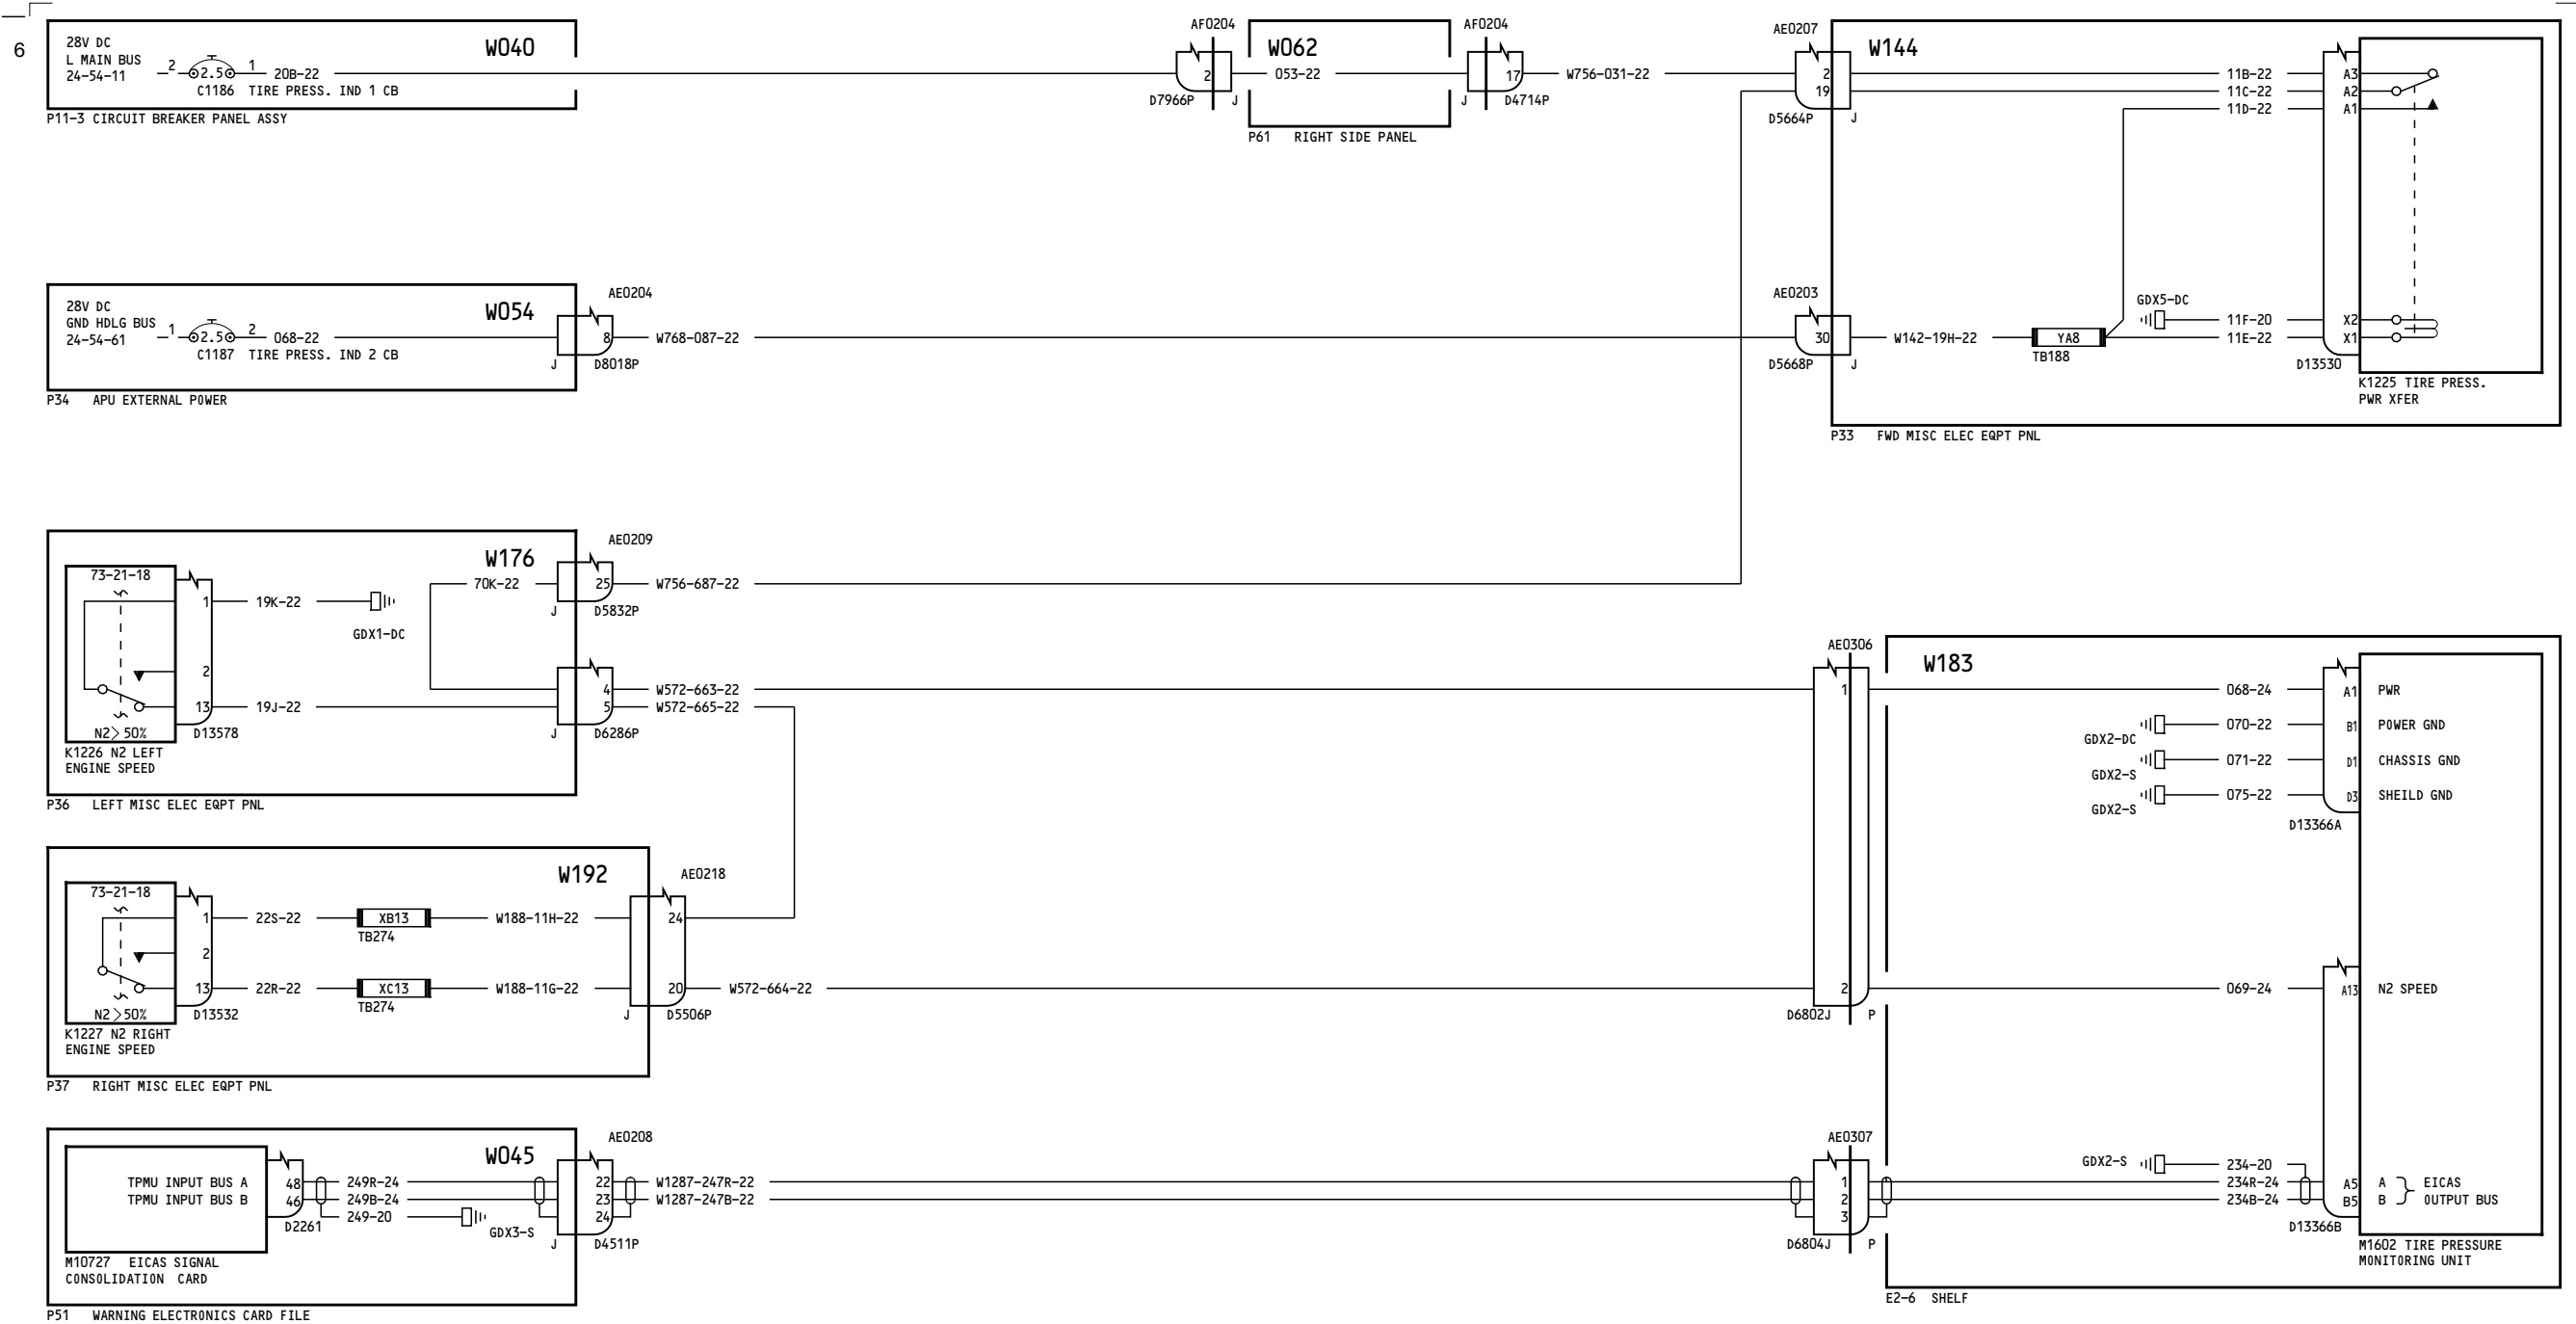 6
28V DC
L MAIN BUS
24-54-11
2
2.5
1
20B-22
C1186 TIRE PRESS. IND 1 CB
W040
P11-3 CIRCUIT BREAKER PANEL ASSY
AF0204
2
D7966P
J
W062
053-22
P61 RIGHT SIDE PANEL
AF0204
17
J
D4714P
W756-031-22
AE0207
2
19
D5664P
J
W144
11B-22
11C-22
11D-22
A3
A2
A1
28V DC
GND HDLG BUS
24-54-61
1
2.5
2
068-22
C1187 TIRE PRESS. IND 2 CB
W054
P34 APU EXTERNAL POWER
AE0204
8
J
D8018P
W768-087-22
AE0203
30
D5668P
J
W142-19H-22
YA8
TB188
GDX5-DC
11F-20
11E-22
X2
X1
D13530
K1225 TIRE PRESS.
PWR XFER
P33 FWD MISC ELEC EQPT PNL
73-21-18
1
2
13
N2>50%
D13578
K1226 N2 LEFT
ENGINE SPEED
19K-22
GDX1-DC
19J-22
W176
70K-22
AE0209
25
J
D5832P
W756-687-22
4
5
J
D6286P
W572-663-22
W572-665-22
P36 LEFT MISC ELEC EQPT PNL
AE0306
1
2
D6802J
P
W183
068-24
A1
PWR
GDX2-DC
070-22
B1
POWER GND
GDX2-S
071-22
D1
CHASSIS GND
GDX2-S
075-22
D3
SHEILD GND
D13366A
73-21-18
1
2
13
N2>50%
D13532
K1227 N2 RIGHT
ENGINE SPEED
22S-22
XB13
TB274
W188-11H-22
22R-22
XC13
TB274
W188-11G-22
W192
AE0218
24
20
J
D5506P
W572-664-22
P37 RIGHT MISC ELEC EQPT PNL
069-24
A13
N2 SPEED
TPMU INPUT BUS A
TPMU INPUT BUS B
48
46
D2261
249R-24
249B-24
249-20
GDX3-S
W045
M10727 EICAS SIGNAL
CONSOLIDATION CARD
P51 WARNING ELECTRONICS CARD FILE
AE0208
22
23
24
J
D4511P
W1287-247R-22
W1287-247B-22
AE0307
1
2
3
D6804J
P
GDX2-S
234-20
234R-24
234B-24
A5
B5
A
B
EICAS
OUTPUT BUS
D13366B
M1602 TIRE PRESSURE
MONITORING UNIT
E2-6 SHELF